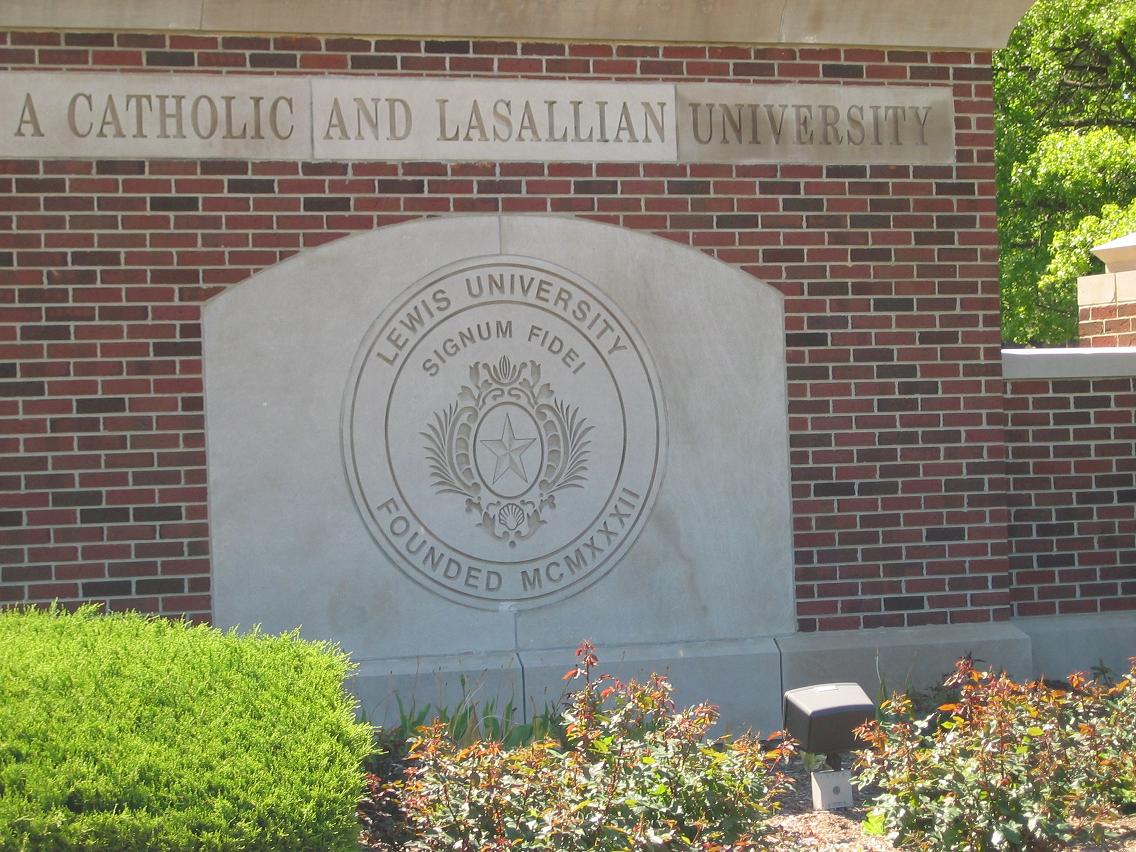 A CATHOLIC AND LASALLIAN UNIVERSITY
LEWIS UNIVERSITY
SIGNUM FIDEI
FOUNDED MCMXXXII